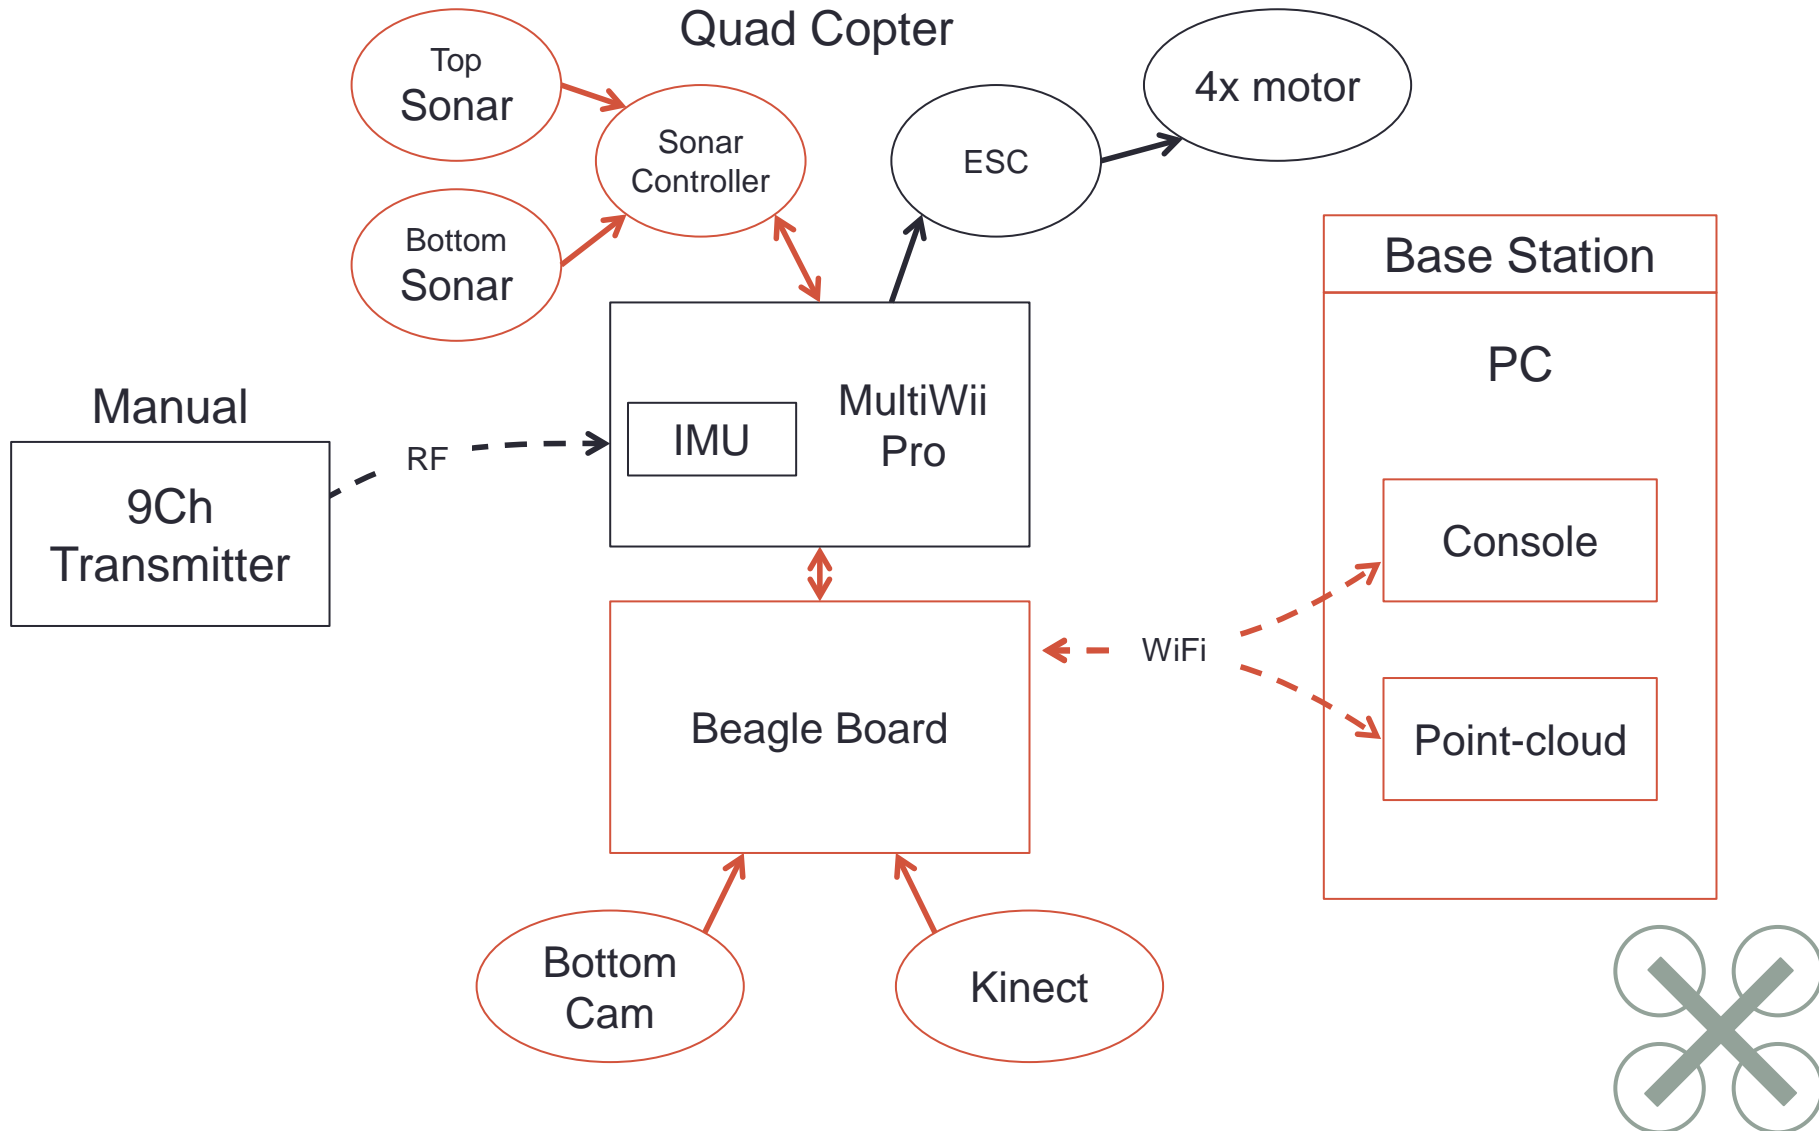 Quad Copter
Top
Sonar
Sonar
Controller
ESC
4x motor
Bottom
Sonar
Base Station
PC
Manual
9Ch
Transmitter
RF
IMU
MultiWii
Pro
Console
WiFi
Beagle Board
Point-cloud
Bottom
Cam
Kinect